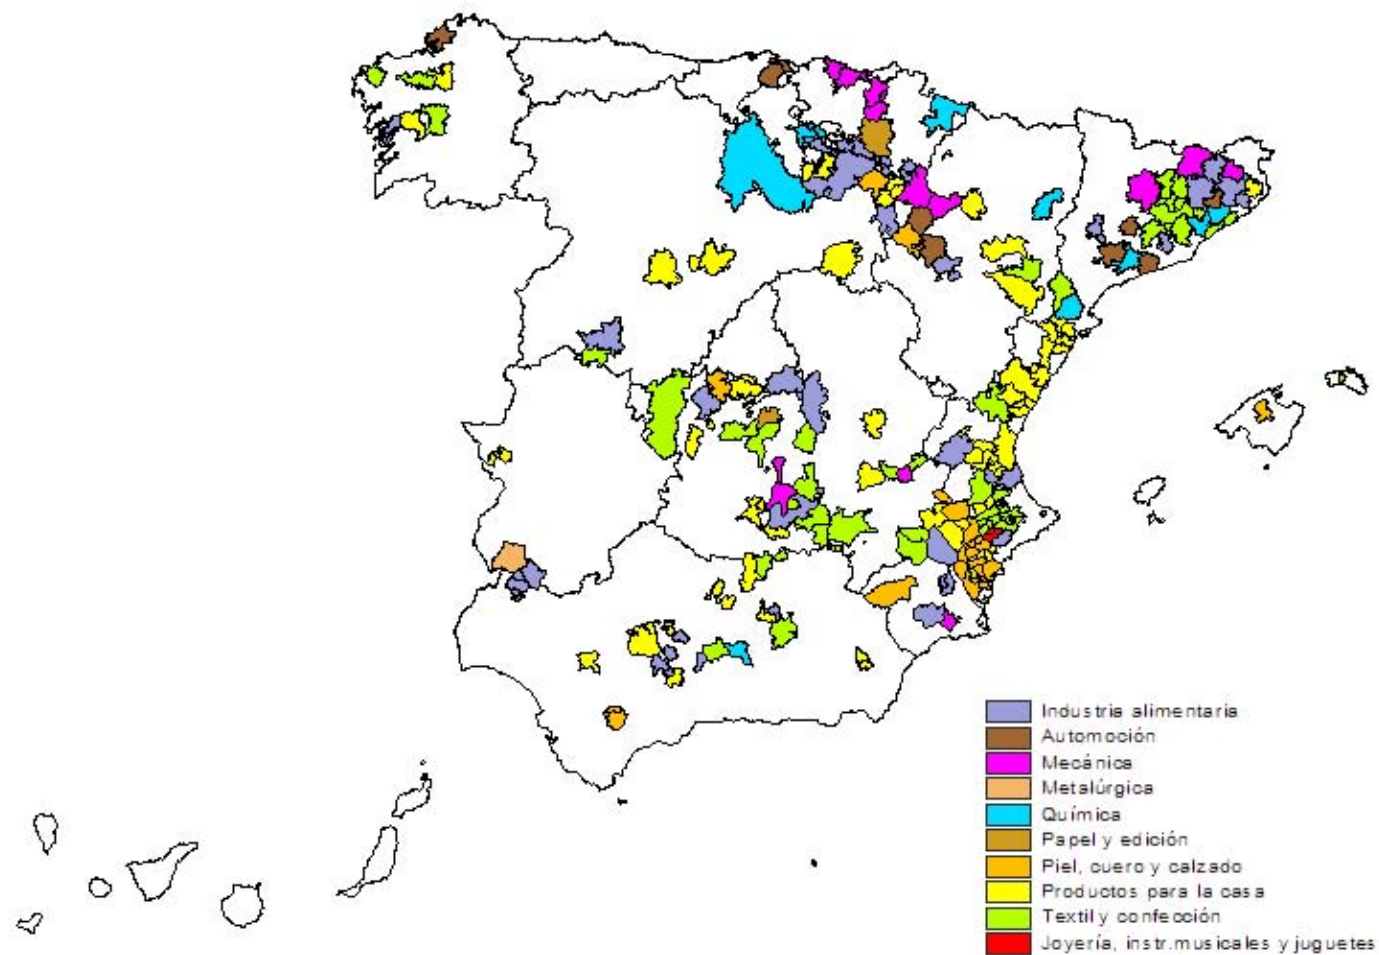 Industria alimentaria
Automoción
Mecánica
Metalúrgica
Química
Papel y edición
Piel, cuero y calzado
Productos para la casa
Textil y confección
Joyería, instr.musicales y juguetes